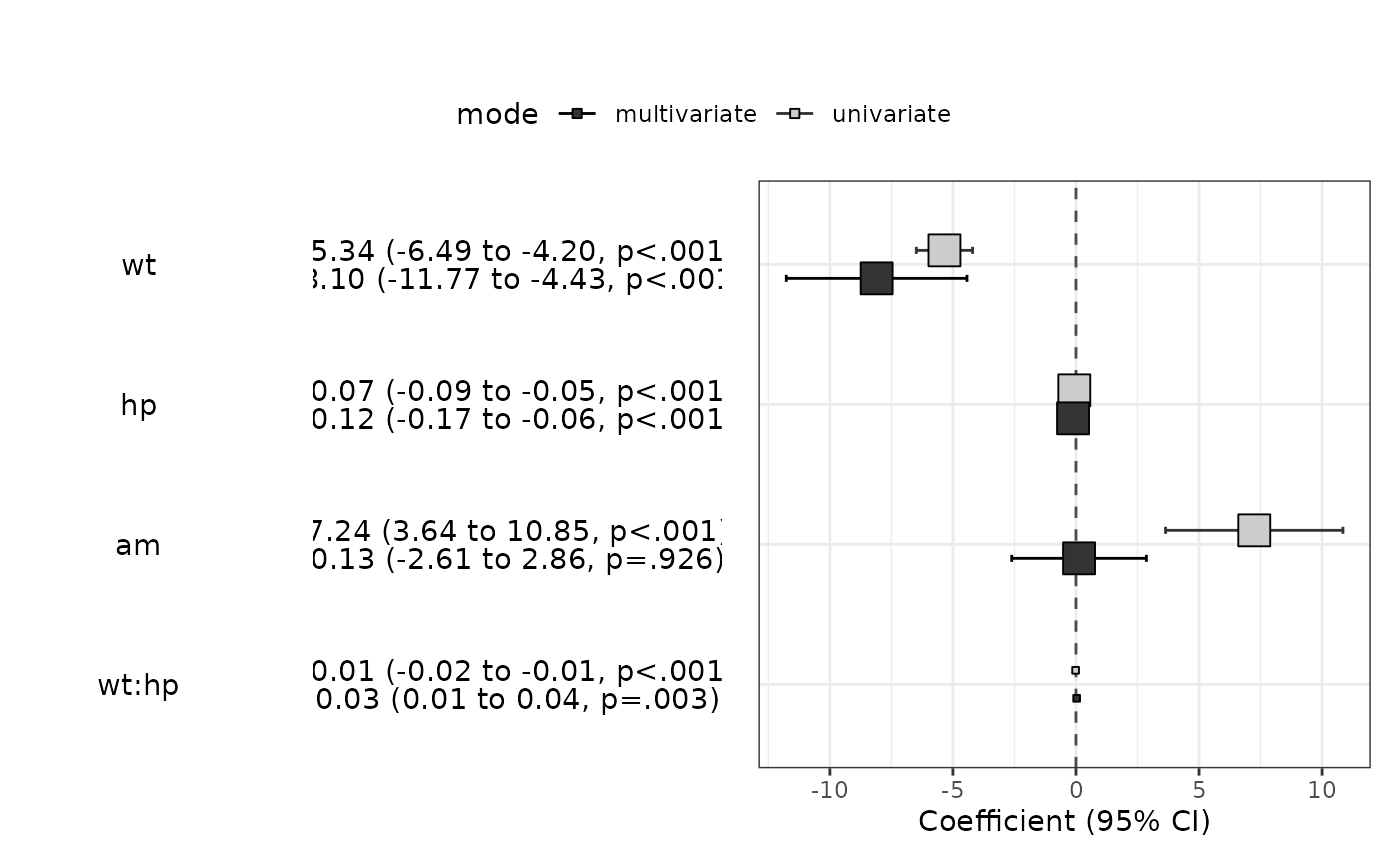 mode multivariate univariate
wt
5.34 (-6.49 to -4.20, p<.001
.10 (-11.77 to -4.43, p<.001
hp
0.07 (-0.09 to -0.05, p<.001
0.12 (-0.17 to -0.06, p<.001
am
7.24 (3.64 to 10.85, p<.001)
0.13 (-2.61 to 2.86, p=.926)
wt:hp
0.01 (-0.02 to -0.01, p<.001
0.03 (0.01 to 0.04, p=.003)
-10 -5 0 5 10
Coefficient (95% CI)